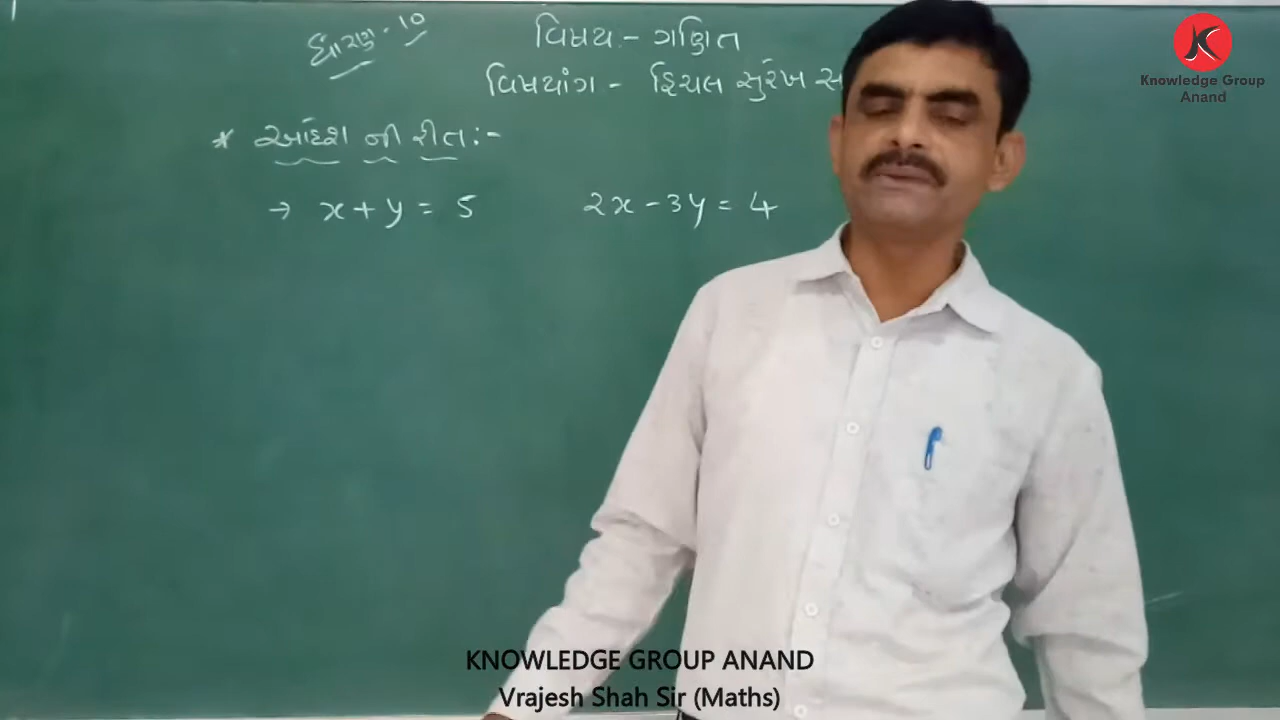 ધોરણ - ૧૦
વિષય :- ગણિત
વિષયાંગ - દ્વિચલ સુરેખ સ
* આદેશ ની રીત :-
→ x + y = 5 2x - 3y = 4
K
Knowledge Group
Anand
KNOWLEDGE GROUP ANAND
Vrajesh Shah Sir (Maths)